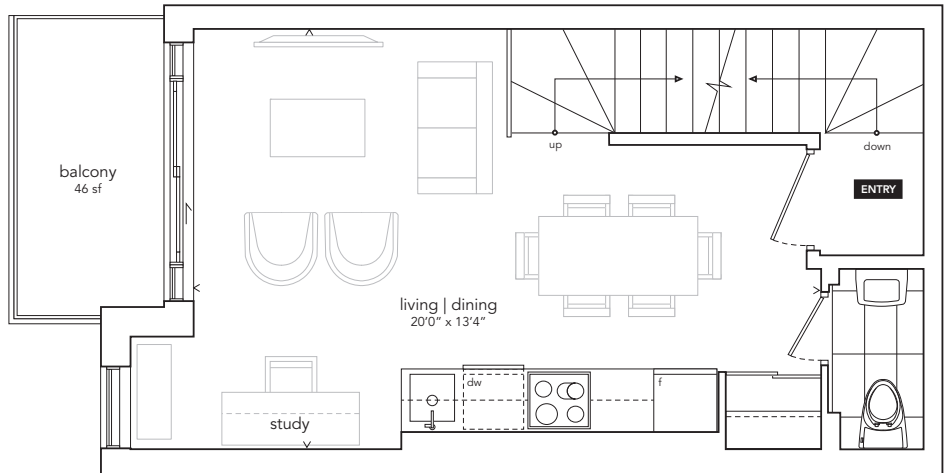 up
down
balcony
46 sf
ENTRY
living | dining
20'0" x 13'4"
dw
f
study